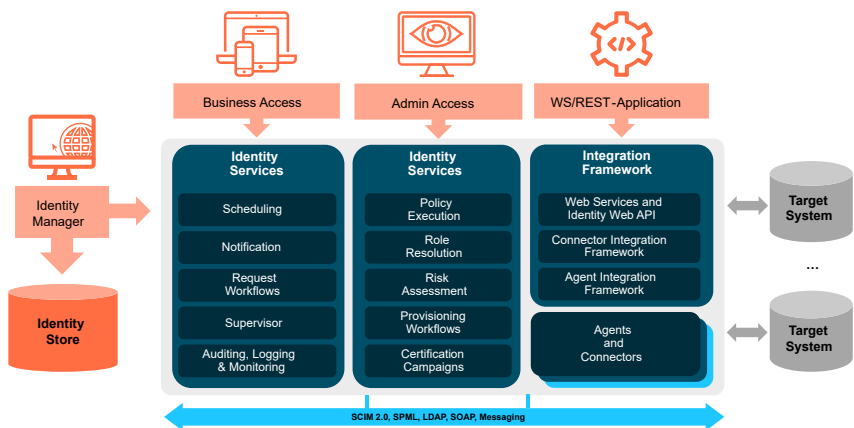 Business Access
Admin Access
WS/REST-Application
Identity
Manager
Identity
Store
Identity
Services
Scheduling
Notification
Request
Workflows
Supervisor
Auditing, Logging
& Monitoring
Identity
Services
Policy
Execution
Role
Resolution
Risk
Assessment
Provisioning
Workflows
Certification
Campaigns
Integration
Framework
Web Services and
Identity Web API
Connector Integration
Framework
Agent Integration
Framework
Agents
and
Connectors
Target
System
...
Target
System
SCIM 2.0, SPML, LDAP, SOAP, Messaging